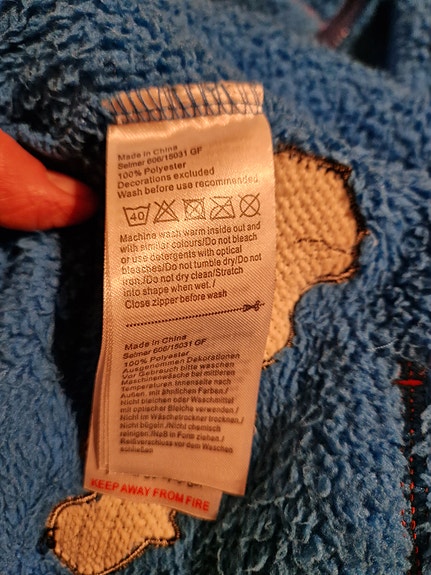 Made in China
Selmer 606/15031 GF
100% Polyester
Decorations excluded
Wash before use recommended
40
Machine wash warm inside out and
with similar colours/Do not bleach
or use detergents with optical
bleaches/Do not tumble dry/Do not
iron./Do not dry clean/Stretch
into shape when wet. /
Close zipper before wash
Made in China
Selmer 606/15031 GF
100% Polyester
Ausgenommen Dekorationen
Vor Gebrauch bitte waschen
Maschinenwäsche bei mittleren
Temperaturen. Innenseite nach
Außen, mit ähnlichen Farben./
Nicht bleichen oder Waschmittel
mit optischer Bleiche verwenden./
Nicht im Wäschetrockner trocknen./
Nicht bügeln./Nicht chemisch
reinigen/Naß in Form ziehen./
Reißverschluss vor dem Waschen
schließen
KEEP AWAY FROM FIRE